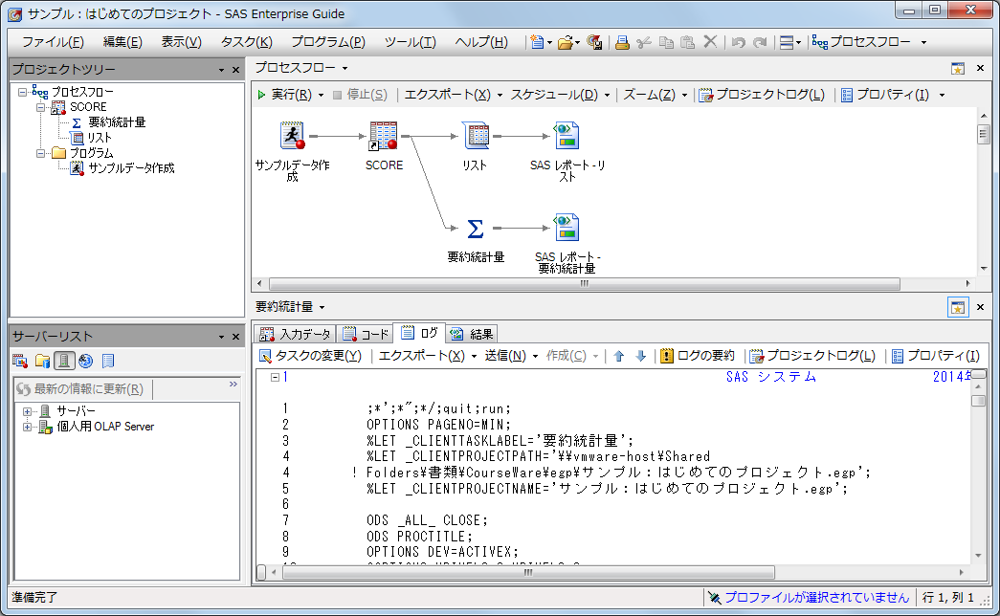 サンプル：はじめてのプロジェクト - SAS Enterprise Guide
ファイル(F) 編集(E) 表示(V) タスク(K) プログラム(P) ツール(T) ヘルプ(H) プロセスフロー
プロジェクトツリー
プロセスフロー
SCORE
要約統計量
リスト
プログラム
サンプルデータ作成
プロセスフロー
実行(R) 停止(S) エクスポート(X) スケジュール(D) ズーム(Z) プロジェクトログ(L) プロパティ(I)
サンプルデータ作
成
SCORE
リスト
SAS レポート - リ
スト
要約統計量
SAS レポート -
要約統計量
サーバーリスト
最新の情報に更新(R)
サーバー
個人用 OLAP Server
要約統計量
入力データ コード ログ 結果
タスクの変更(Y) エクスポート(X) 送信(N) 作成(C) ログの要約 プロジェクトログ(L) プロパティ(I)
1 SAS システム 2014年
1 ;*';*";*/;quit;run;
2 OPTIONS PAGENO=MIN;
3 %LET _CLIENTTASKLABEL='要約統計量';
4 %LET _CLIENTPROJECTPATH='¥¥vmware-host¥Shared
4 ! Folders¥書類¥CourseWare¥egp¥サンプル：はじめてのプロジェクト.egp';
5 %LET _CLIENTPROJECTNAME='サンプル：はじめてのプロジェクト.egp';
6
7 ODS _ALL_ CLOSE;
8 ODS PROCTITLE;
9 OPTIONS DEV=ACTIVEX;
準備完了
プロファイルが選択されていません 行 1, 列 1